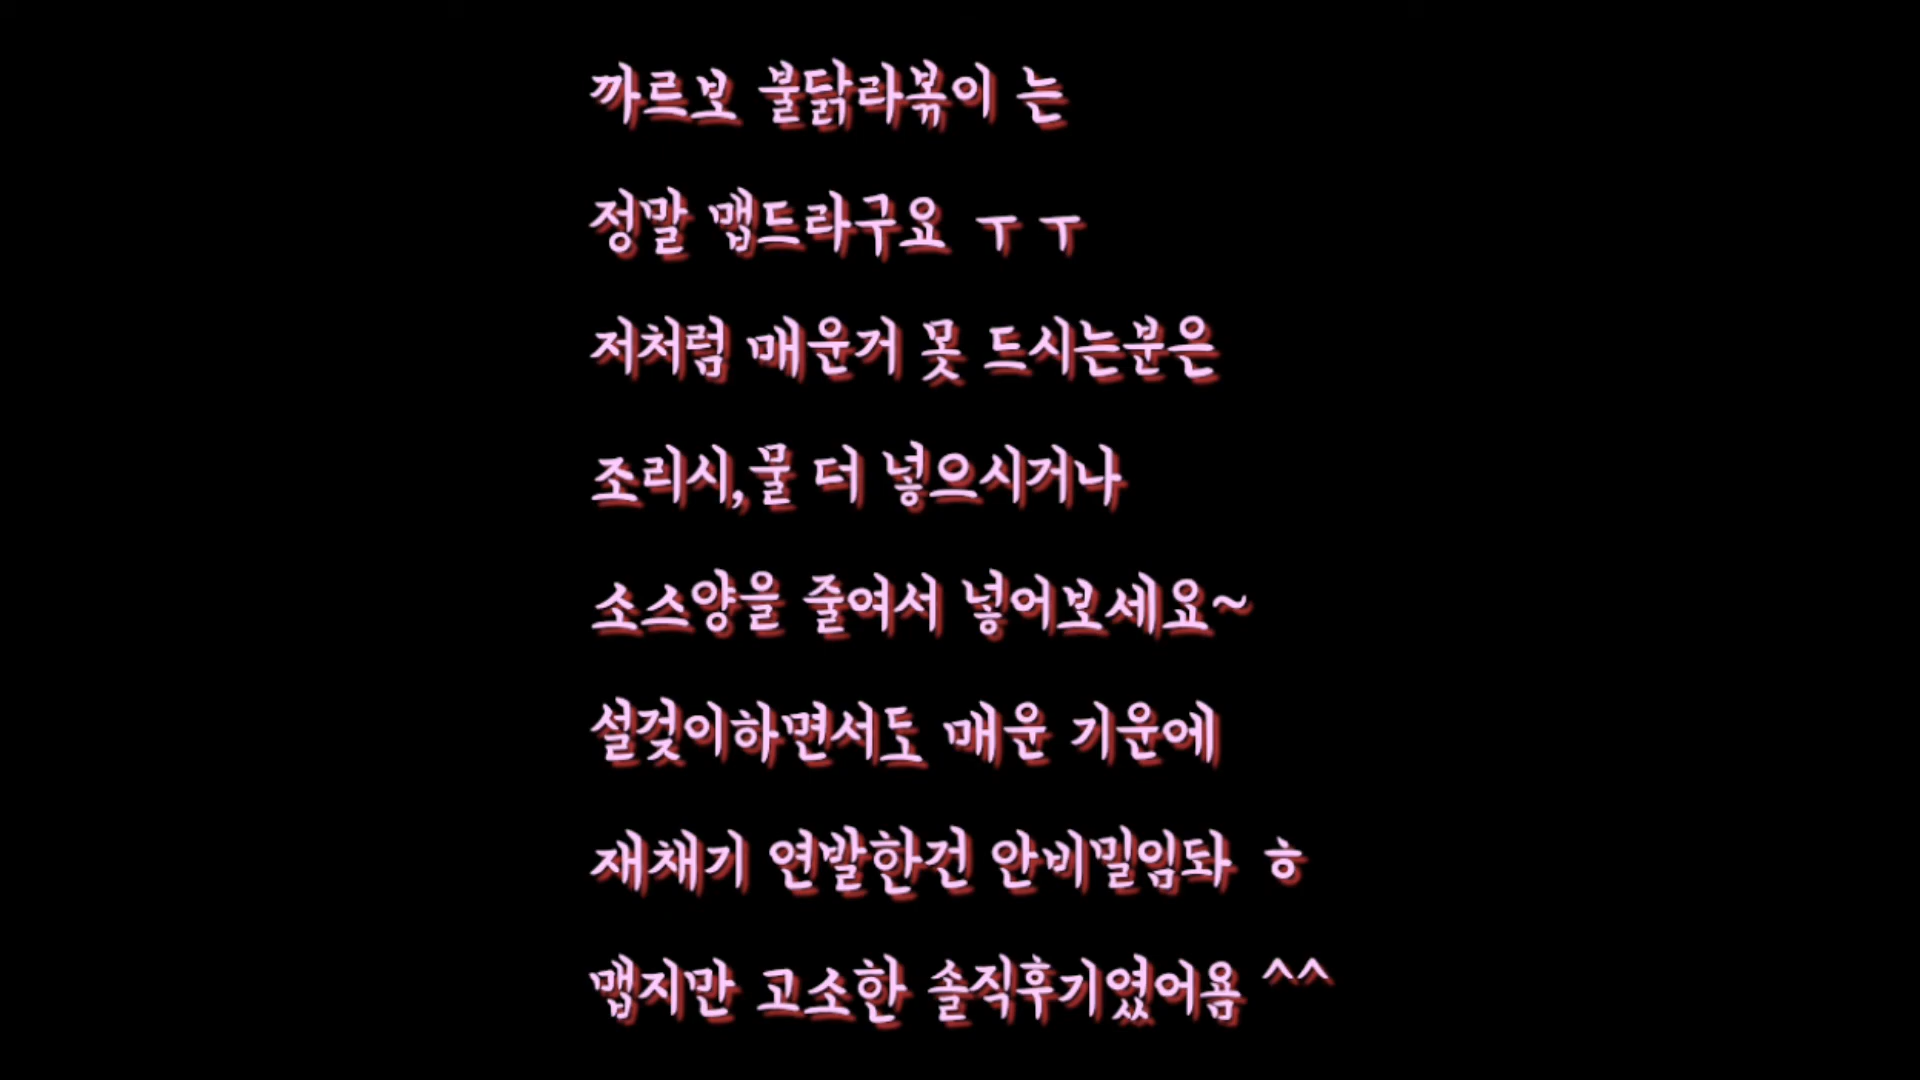 까르보 불닭라볶이 는
정말 맵드라구요 ㅜㅜ
저처럼 매운거 못 드시는분은
조리시,물 더 넣으시거나
소스양을 줄여서 넣어보세요~
설겆이하면서도 매운 기운에
재채기 연발한건 안비밀임돠 ㅎ
맵지만 고소한 솔직후기였어욤 ^^